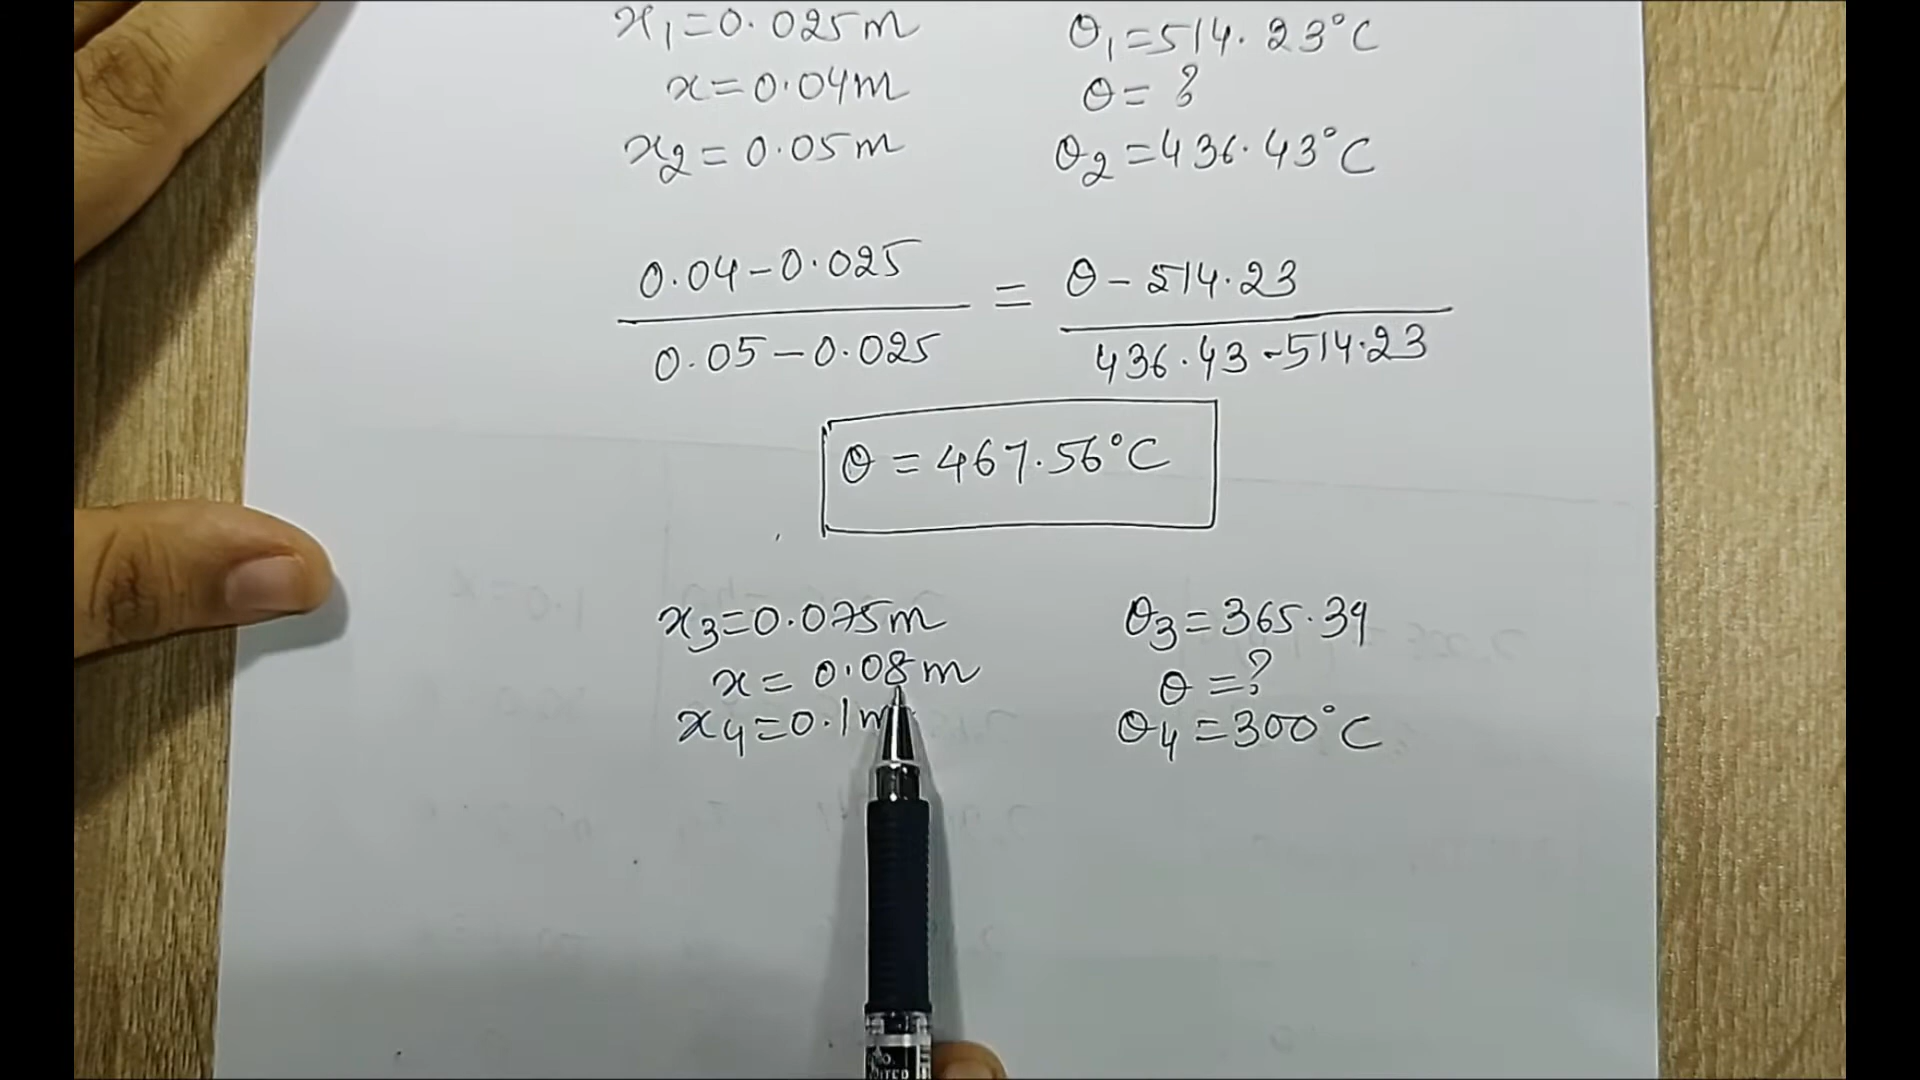 x₁=0.025m θ₁=514.23°C
x=0.04m θ= ?
x₂=0.05m θ₂=436.43°C
0.04-0.025 = θ-514.23
0.05-0.025 436.43-514.23
θ = 467.56°C
x₃=0.075m θ₃=365.39
x= 0.08m θ=?
x₄=0.1m θ₄=300°C